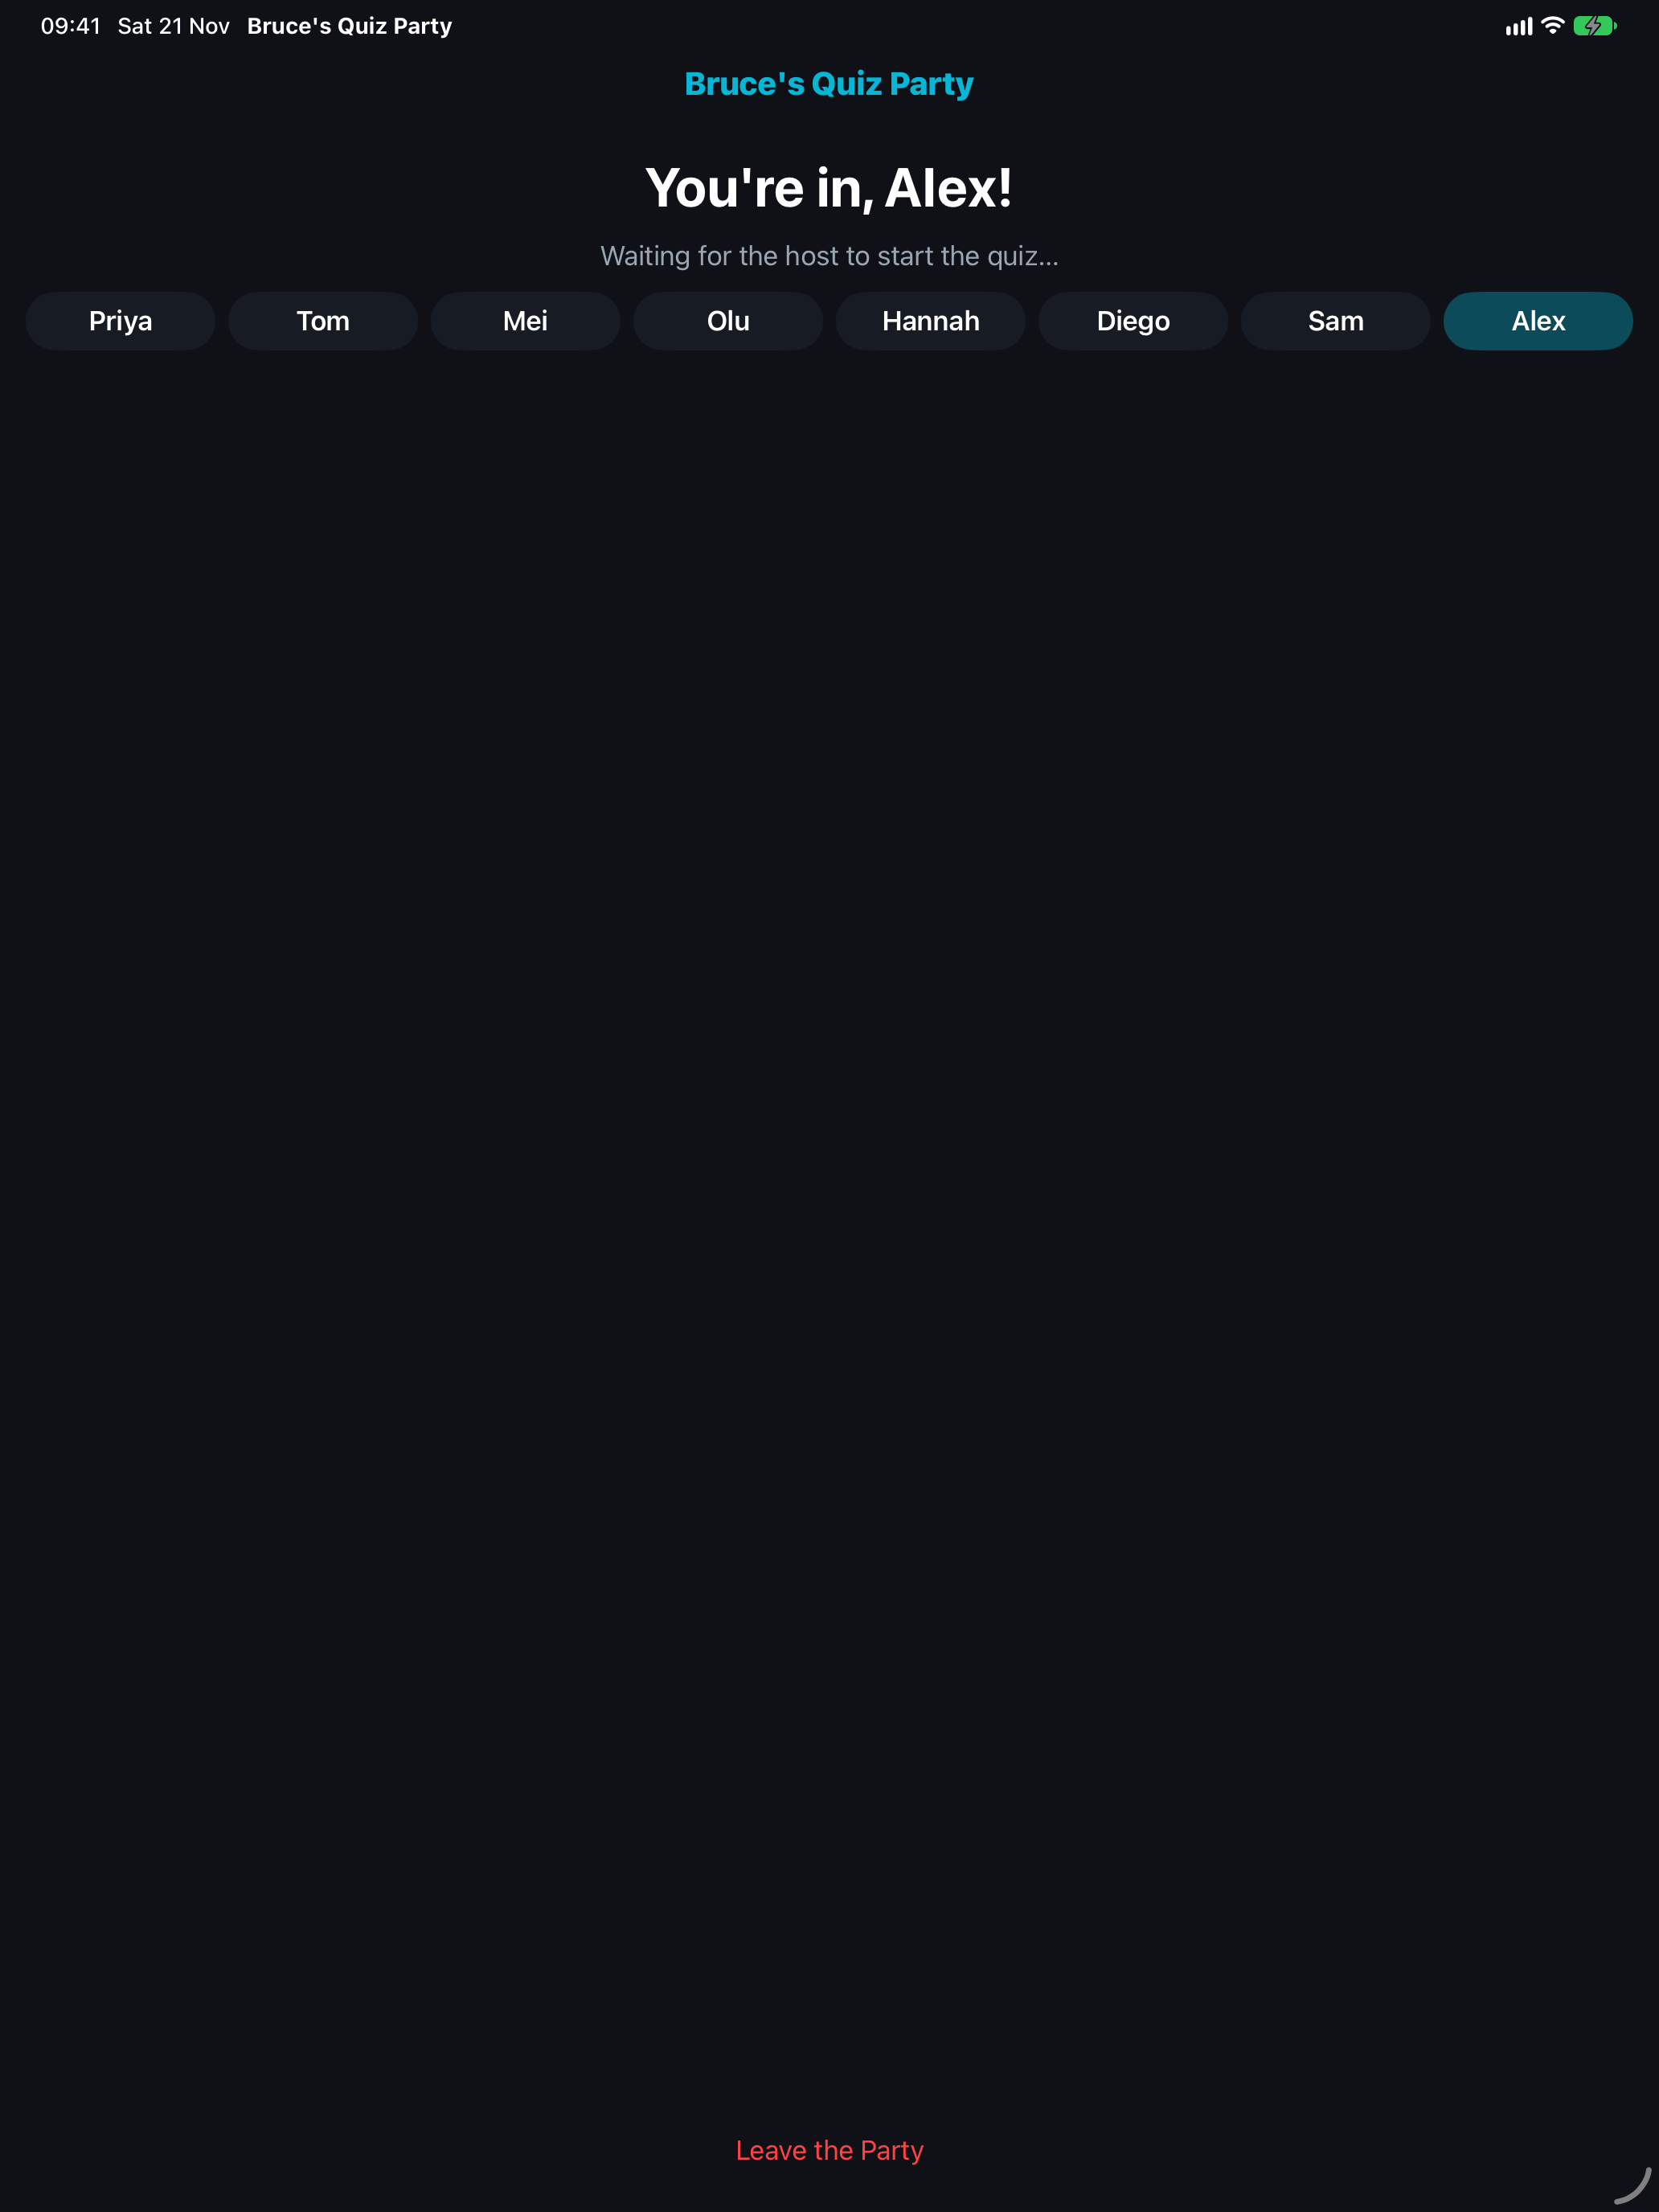 09:41 Sat 21 Nov Bruce's Quiz Party
Bruce's Quiz Party
You're in, Alex!
Waiting for the host to start the quiz...
Priya Tom Mei Olu Hannah Diego Sam Alex
Leave the Party